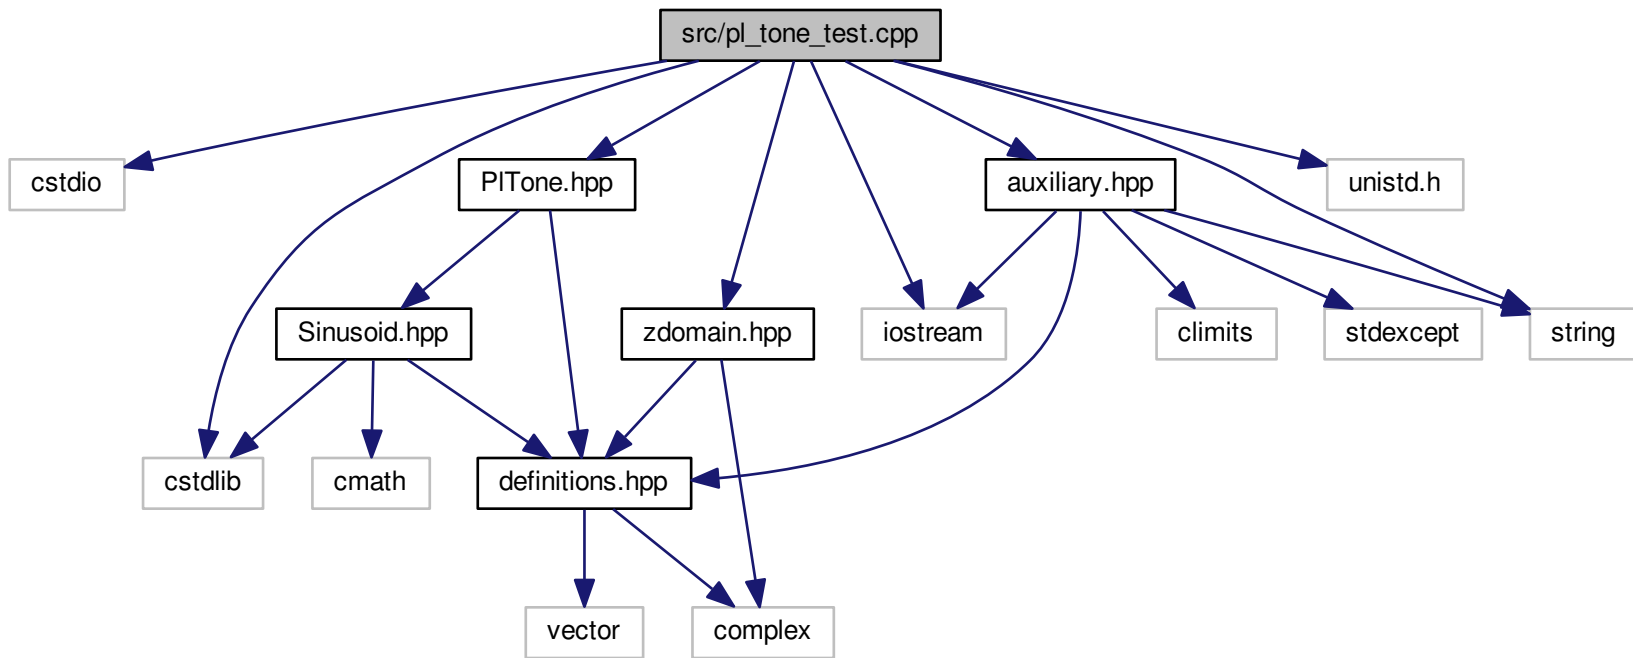 src/pl_tone_test.cpp
cstdio
PlTone.hpp
auxiliary.hpp
unistd.h
Sinusoid.hpp
zdomain.hpp
iostream
climits
stdexcept
string
cstdlib
cmath
definitions.hpp
vector
complex